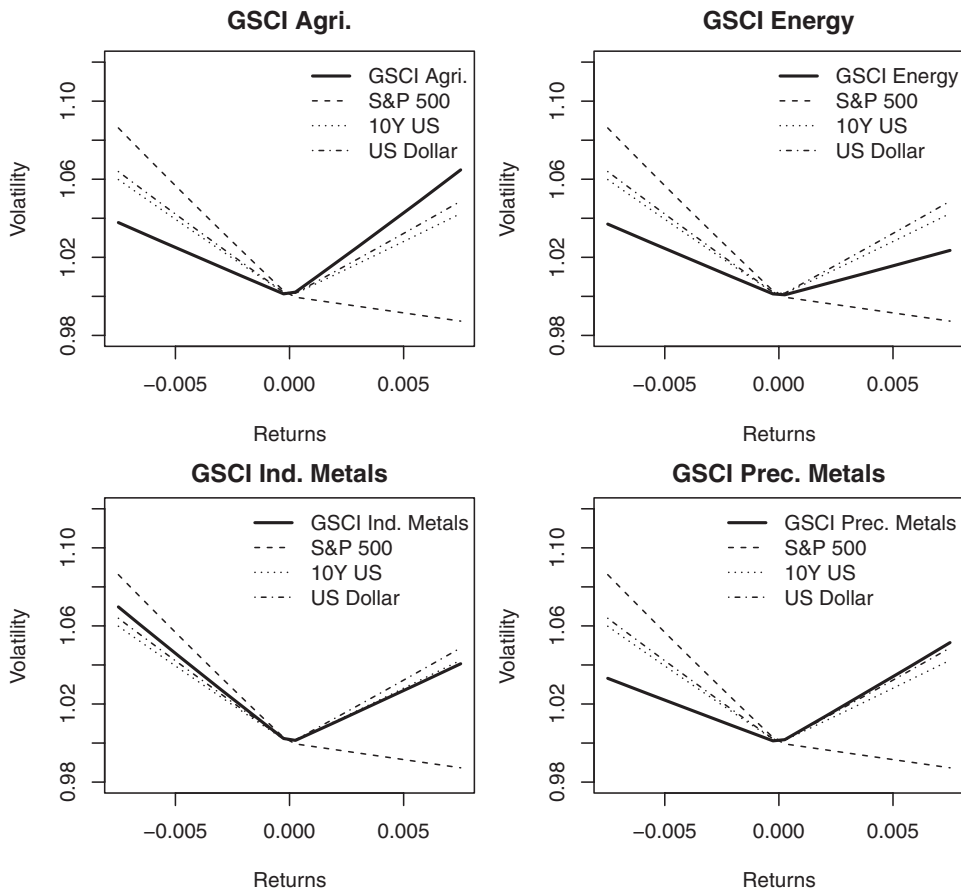 GSCI Agri.
Volatility
1.10
1.06
1.02
0.98
GSCI Agri.
S&P 500
10Y US
US Dollar
−0.005
0.000
0.005
Returns
GSCI Energy
Volatility
1.10
1.06
1.02
0.98
GSCI Energy
S&P 500
10Y US
US Dollar
−0.005
0.000
0.005
Returns
GSCI Ind. Metals
Volatility
1.10
1.06
1.02
0.98
GSCI Ind. Metals
S&P 500
10Y US
US Dollar
−0.005
0.000
0.005
Returns
GSCI Prec. Metals
Volatility
1.10
1.06
1.02
0.98
GSCI Prec. Metals
S&P 500
10Y US
US Dollar
−0.005
0.000
0.005
Returns